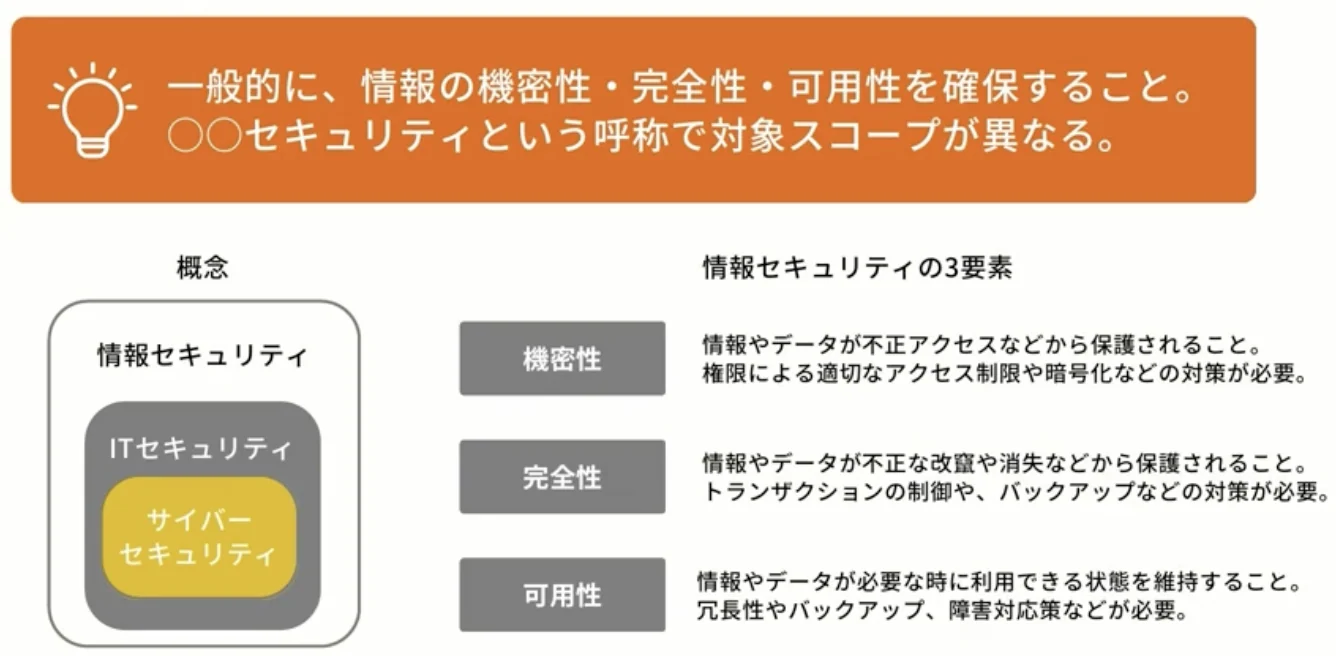 一般的に、情報の機密性・完全性・可用性を確保すること。
○○セキュリティという呼称で対象スコープが異なる。
概念
情報セキュリティ
ITセキュリティ
サイバー
セキュリティ
情報セキュリティの3要素
機密性
情報やデータが不正アクセスなどから保護されること。
権限による適切なアクセス制限や暗号化などの対策が必要。
完全性
情報やデータが不正な改竄や消失などから保護されること。
トランザクションの制御や、バックアップなどの対策が必要。
可用性
情報やデータが必要な時に利用できる状態を維持すること。
冗長性やバックアップ、障害対応策などが必要。